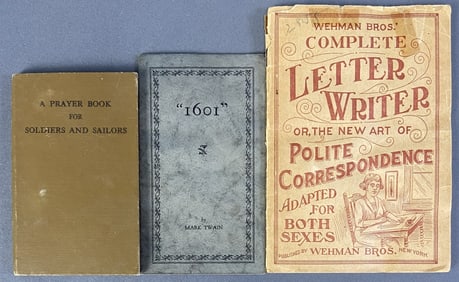 A PRAYER BOOK
FOR
SOLDIERS AND SAILORS
"1601"
by
MARK TWAIN
WEHMAN BROS.'
COMPLETE
LETTER
WRITER
OR, THE NEW ART OF
POLITE
CORRESPONDENCE
ADAPTED
FOR
BOTH
SEXES
PUBLISHED BY WEHMAN BROS. NEW YORK.